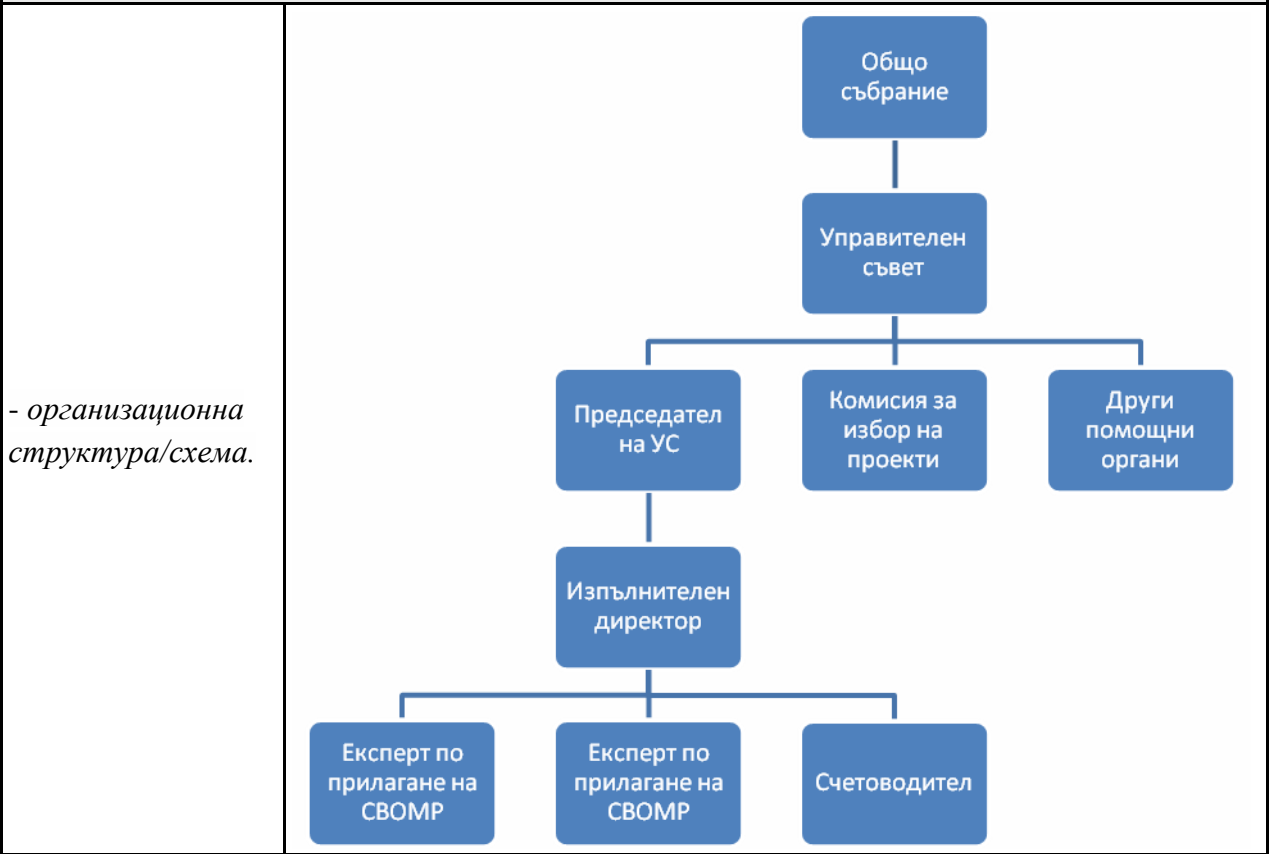 - организационна
структура/схема.
Общо
събрание
Управителен
съвет
Председател
на УС
Комисия за
избор на
проекти
Други
помощни
органи
Изпълнителен
директор
Експерт по
прилагане на
СВОМР
Експерт по
прилагане на
СВОМР
Счетоводител